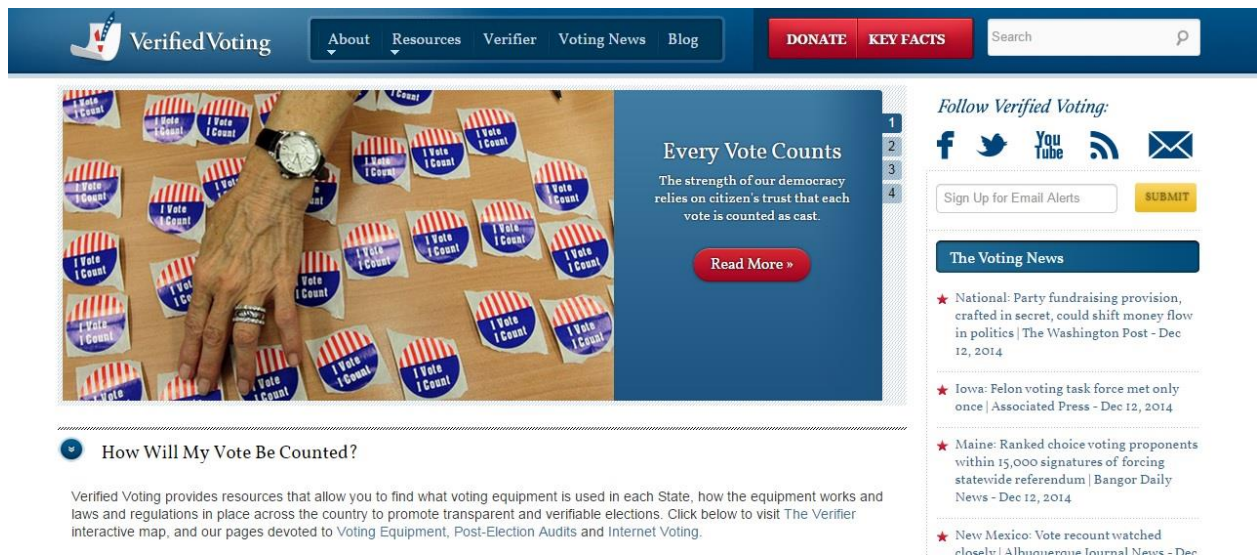 Verified Voting
About Resources Verifier Voting News Blog
DONATE KEY FACTS
Search
I Vote
I Count
Every Vote Counts
The strength of our democracy
relies on citizen's trust that each
vote is counted as cast.
Read More »
1
2
3
4
How Will My Vote Be Counted?
Verified Voting provides resources that allow you to find what voting equipment is used in each State, how the equipment works and
laws and regulations in place across the country to promote transparent and verifiable elections. Click below to visit The Verifier
interactive map, and our pages devoted to Voting Equipment, Post-Election Audits and Internet Voting.
Follow Verified Voting:
f
You
Tube
Sign Up for Email Alerts
SUBMIT
The Voting News
National: Party fundraising provision,
crafted in secret, could shift money flow
in politics | The Washington Post - Dec
12, 2014
Iowa: Felon voting task force met only
once | Associated Press - Dec 12, 2014
Maine: Ranked choice voting proponents
within 15,000 signatures of forcing
statewide referendum | Bangor Daily
News - Dec 12, 2014
New Mexico: Vote recount watched
closely | Albuquerque Journal News - Dec